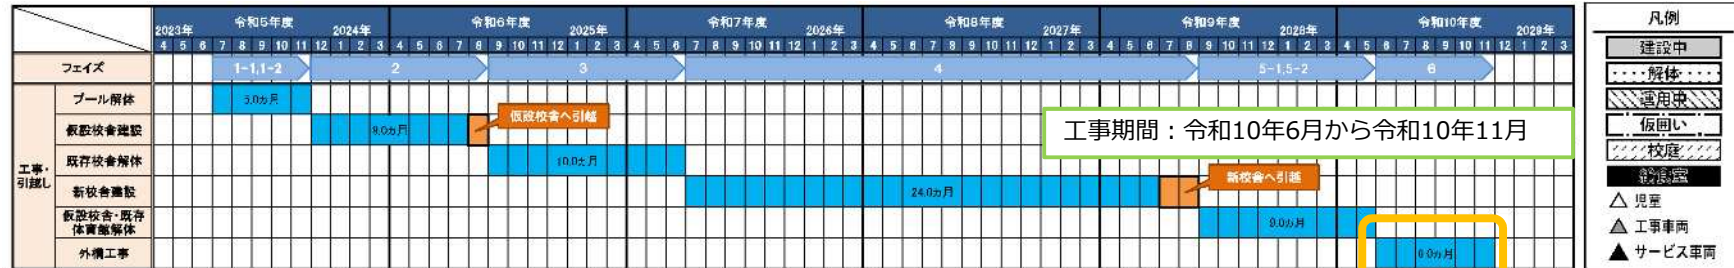 令和5年度 令和6年度 令和7年度 令和8年度 令和9年度 令和10年度
2023年 2024年 2025年 2026年 2027年 2028年 2029年
4 5 6 7 8 9 10 11 12 1 2 3 4 5 6 7 8 9 10 11 12 1 2 3 4 5 6 7 8 9 10 11 12 1 2 3 4 5 6 7 8 9 10 11 12 1 2 3 4 5 6 7 8 9 10 11 12 1 2 3 4 5 6 7 8 9 10 11 12 1 2 3
フェイズ 1-1,1-2 2 3 4 5-1,5-2 6
工事・引越し
プール解体 5.0ヵ月
仮設校舎建設 9.0ヵ月 仮設校舎へ引越
既存校舎解体 10.0ヵ月
新校舎建設 24.0ヵ月 新校舎へ引越
仮設校舎・既存
体育館解体 9.0ヵ月
外構工事 6.0ヵ月
工事期間：令和10年6月から令和10年11月
凡例
建設中
解体
運用中
仮囲い
校庭
給食室
△ 児童
▲ 工事車両
▲ サービス車両